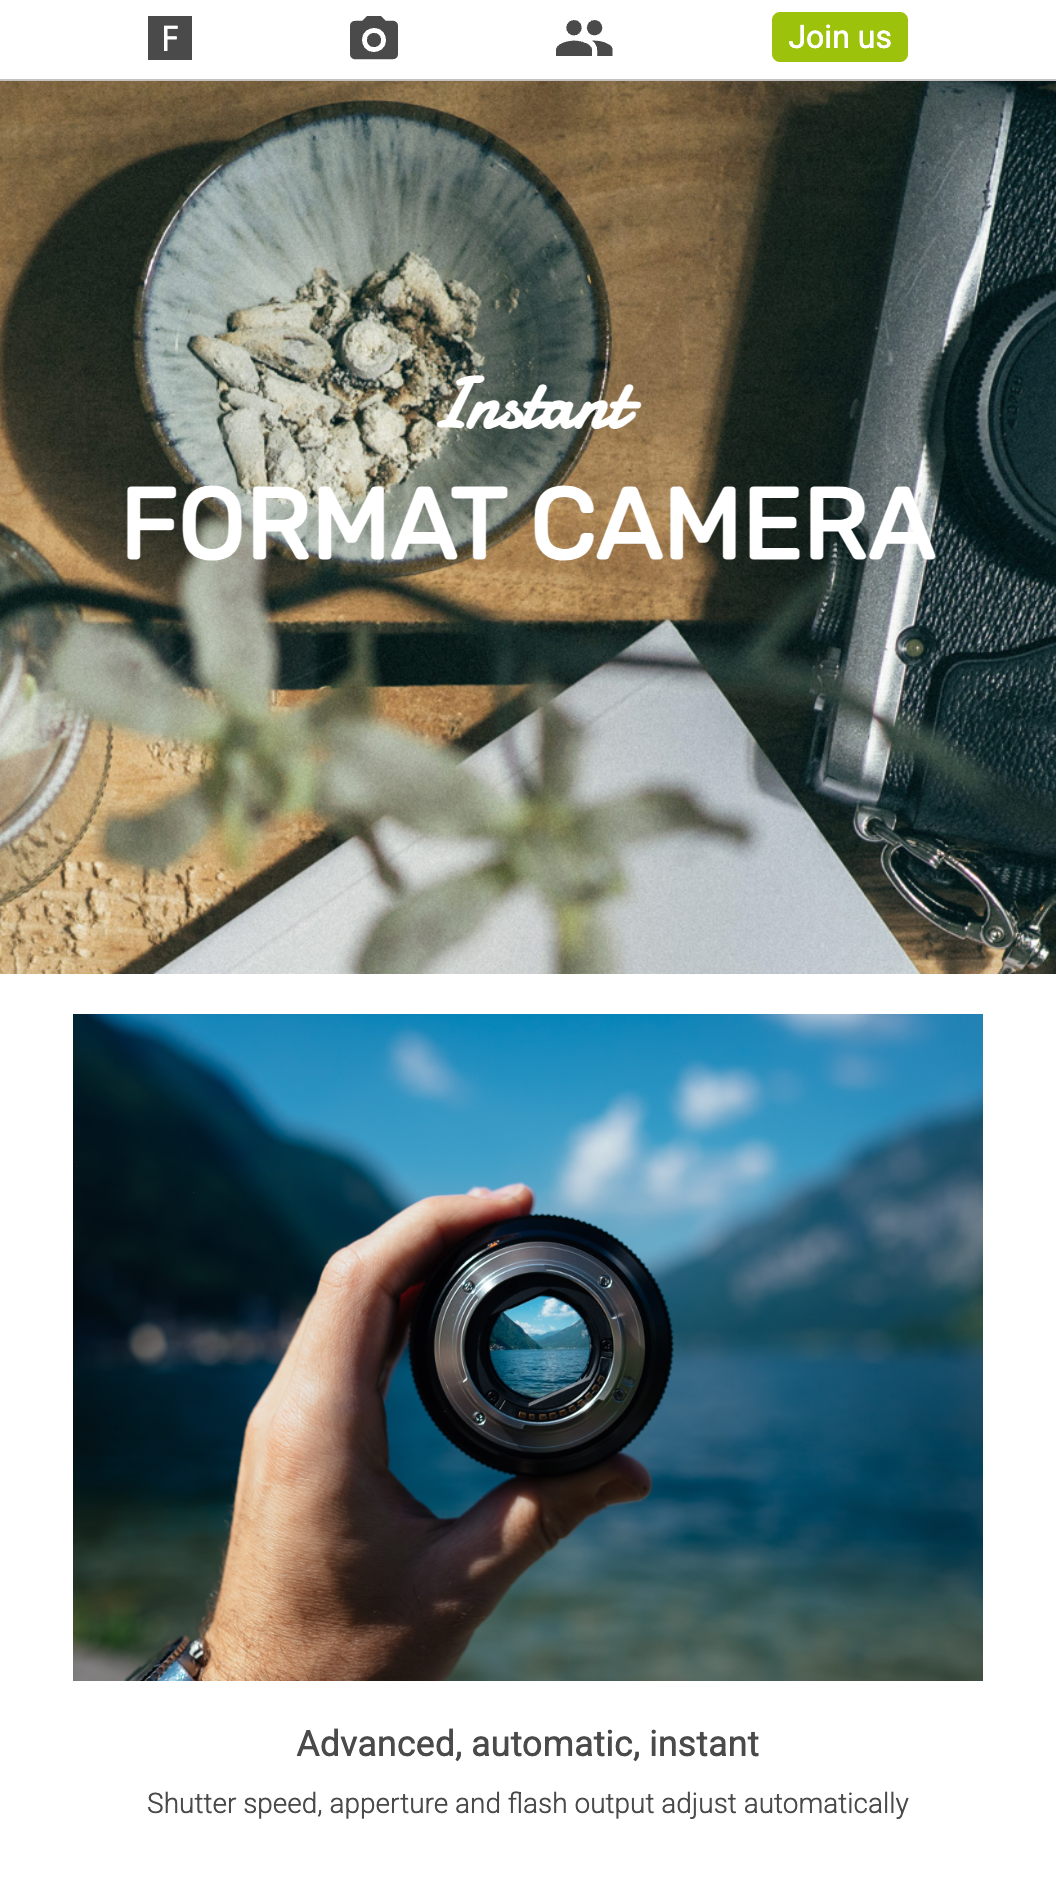 F
Join us
Instant
FORMAT CAMERA
Advanced, automatic, instant
Shutter speed, apperture and flash output adjust automatically